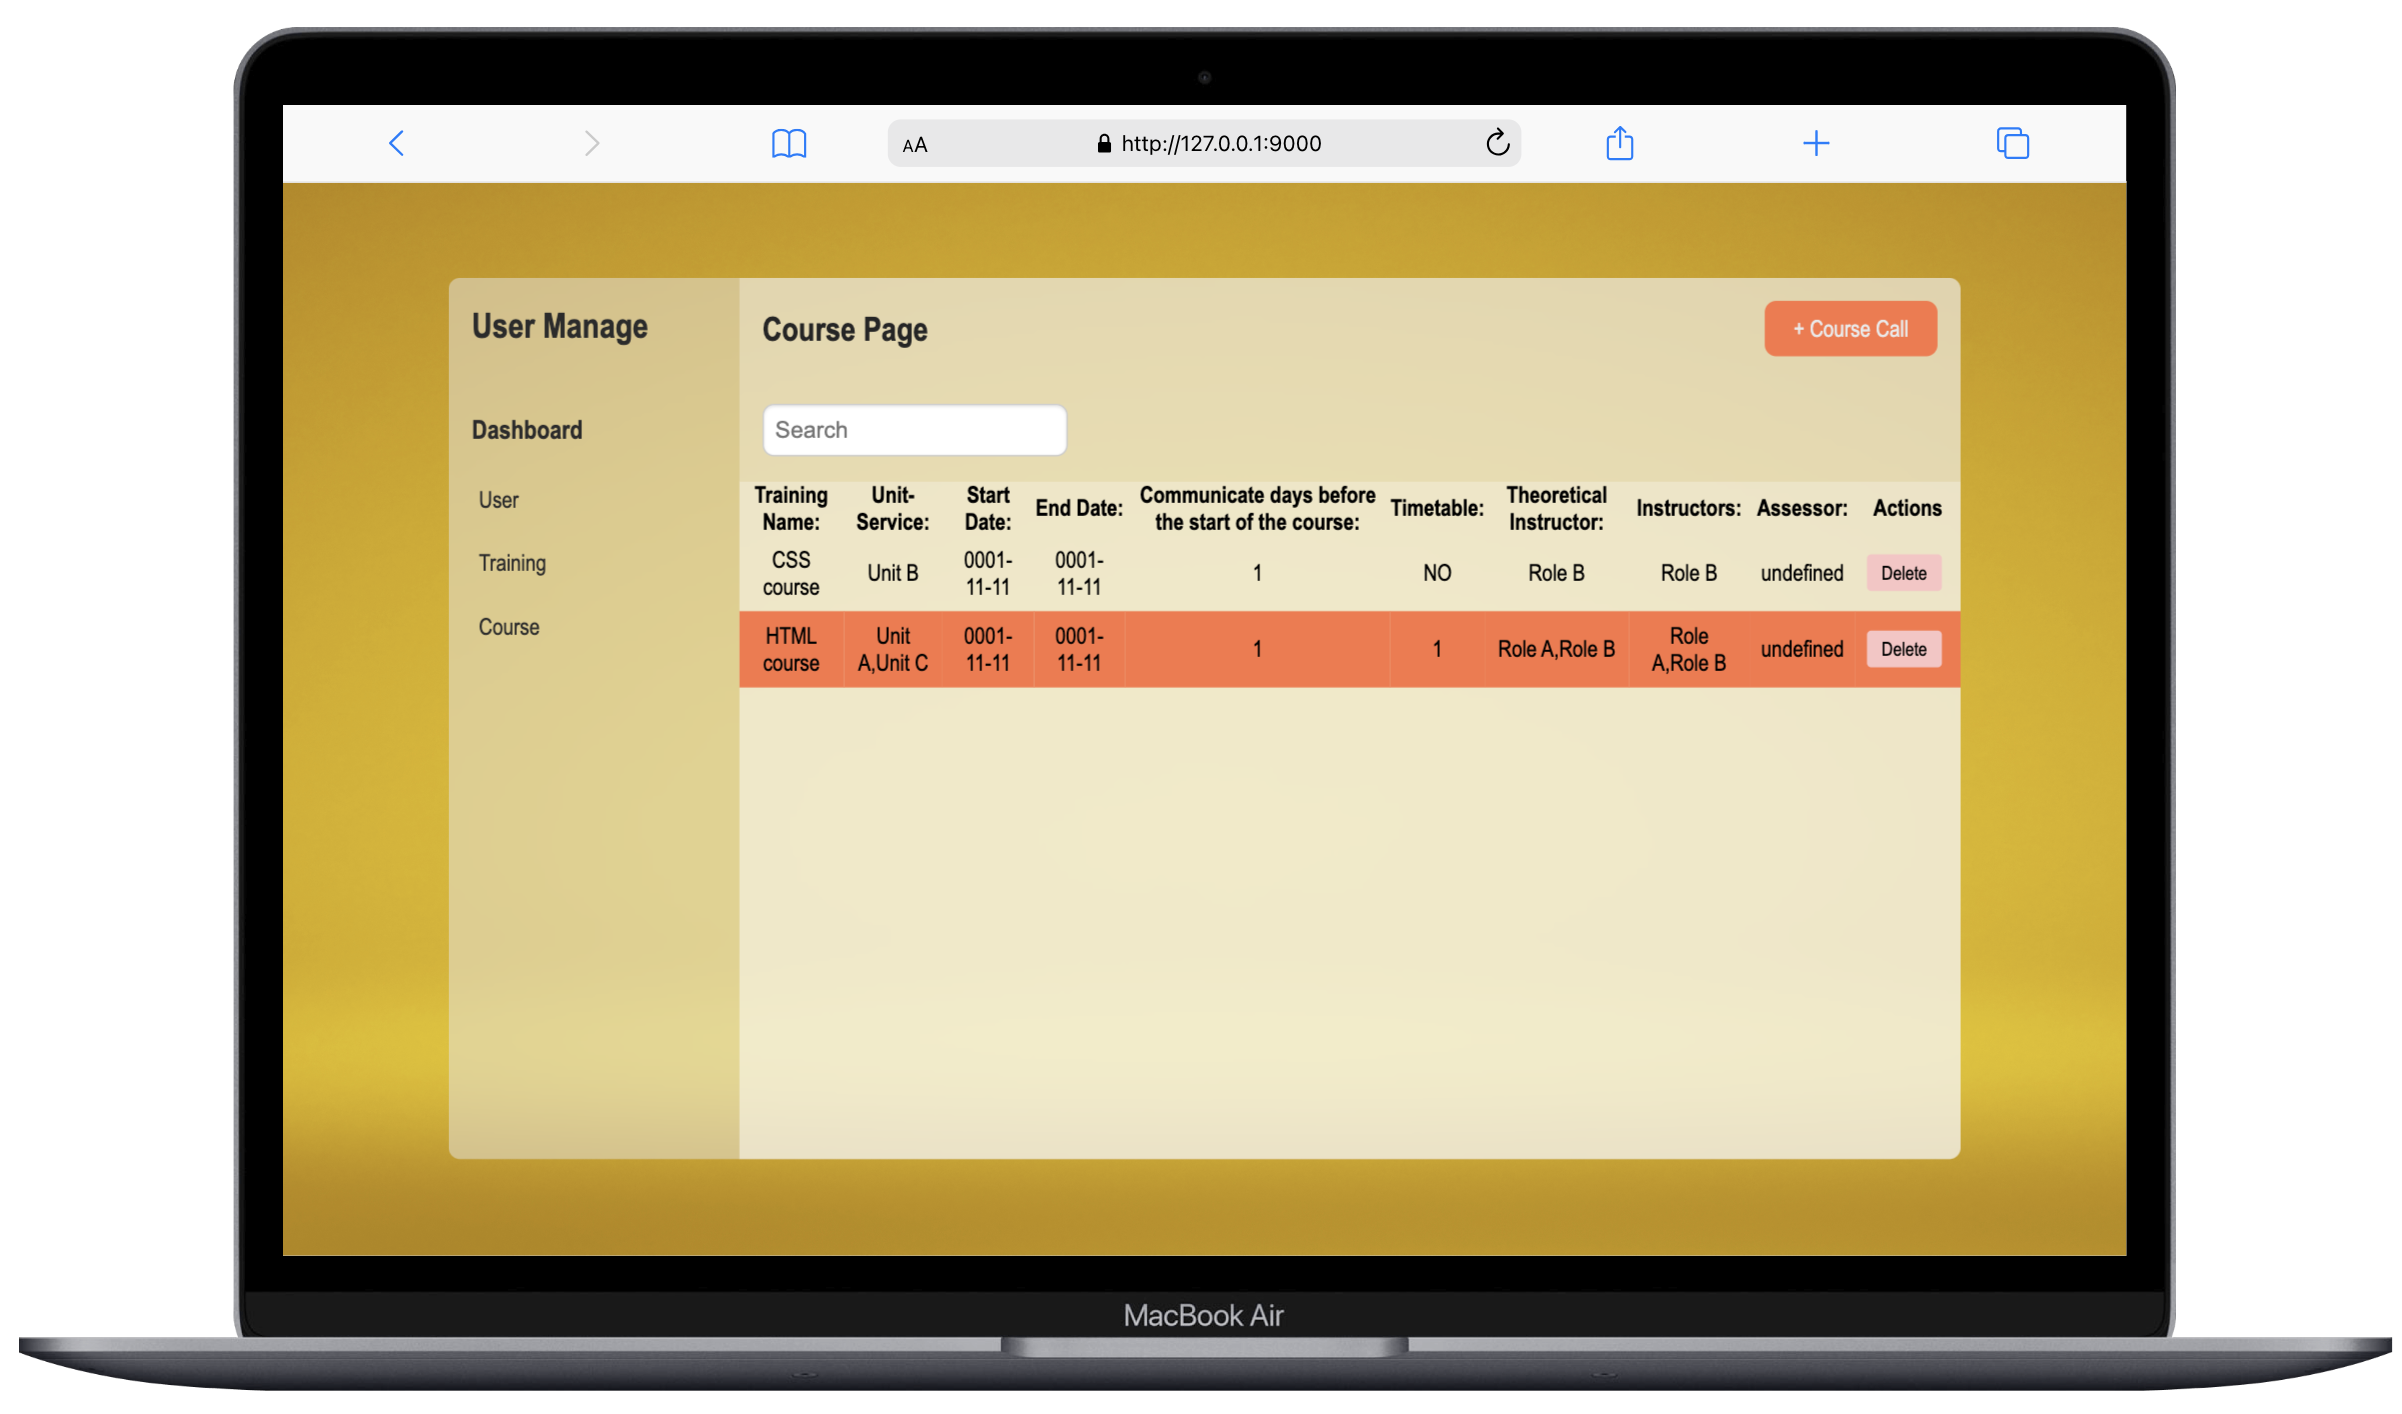 AA
http://127.0.0.1:9000
User Manage
Course Page
+ Course Call
Dashboard
Search
User
Training
Course
Training Name:
Unit-Service:
Start Date:
End Date:
Communicate days before the start of the course:
Timetable:
Theoretical Instructor:
Instructors:
Assessor:
Actions
CSS course
Unit B
0001-11-11
0001-11-11
1
NO
Role B
Role B
undefined
Delete
HTML course
Unit A,Unit C
0001-11-11
0001-11-11
1
1
Role A,Role B
Role A,Role B
undefined
Delete
MacBook Air